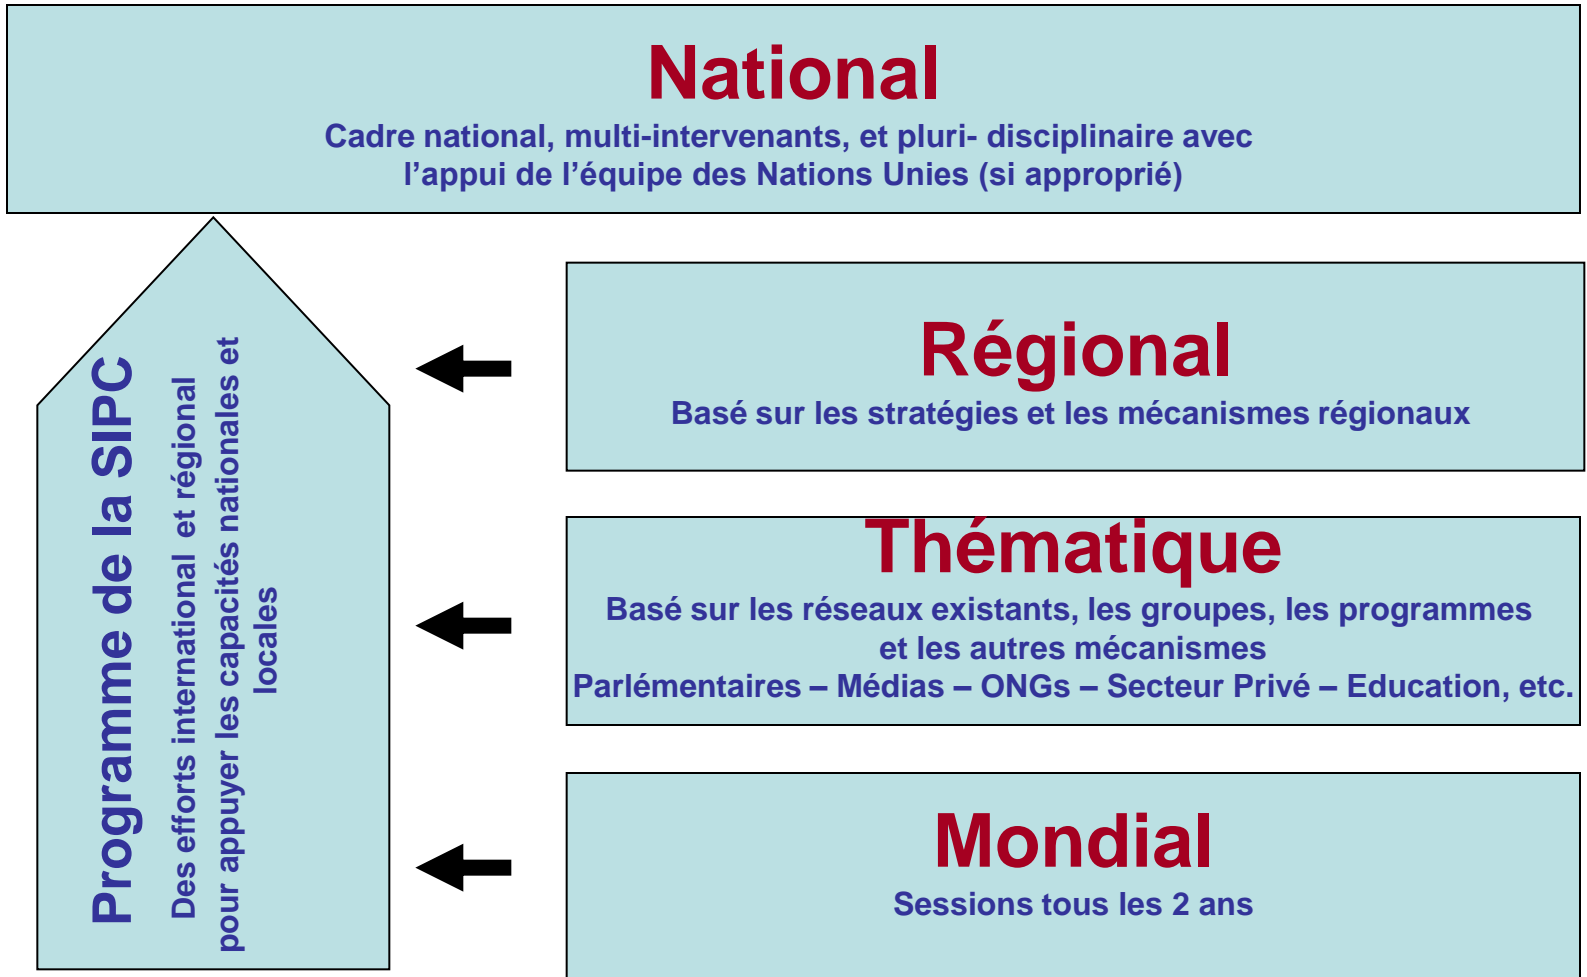 National
Cadre national, multi-intervenants, et pluri- disciplinaire avec
l’appui de l’équipe des Nations Unies (si approprié)
Programme de la SIPC
Des efforts international et régional
pour appuyer les capacités nationales et
locales
Régional
Basé sur les stratégies et les mécanismes régionaux
Thématique
Basé sur les réseaux existants, les groupes, les programmes
et les autres mécanismes
Parlémentaires – Médias – ONGs – Secteur Privé – Education, etc.
Mondial
Sessions tous les 2 ans